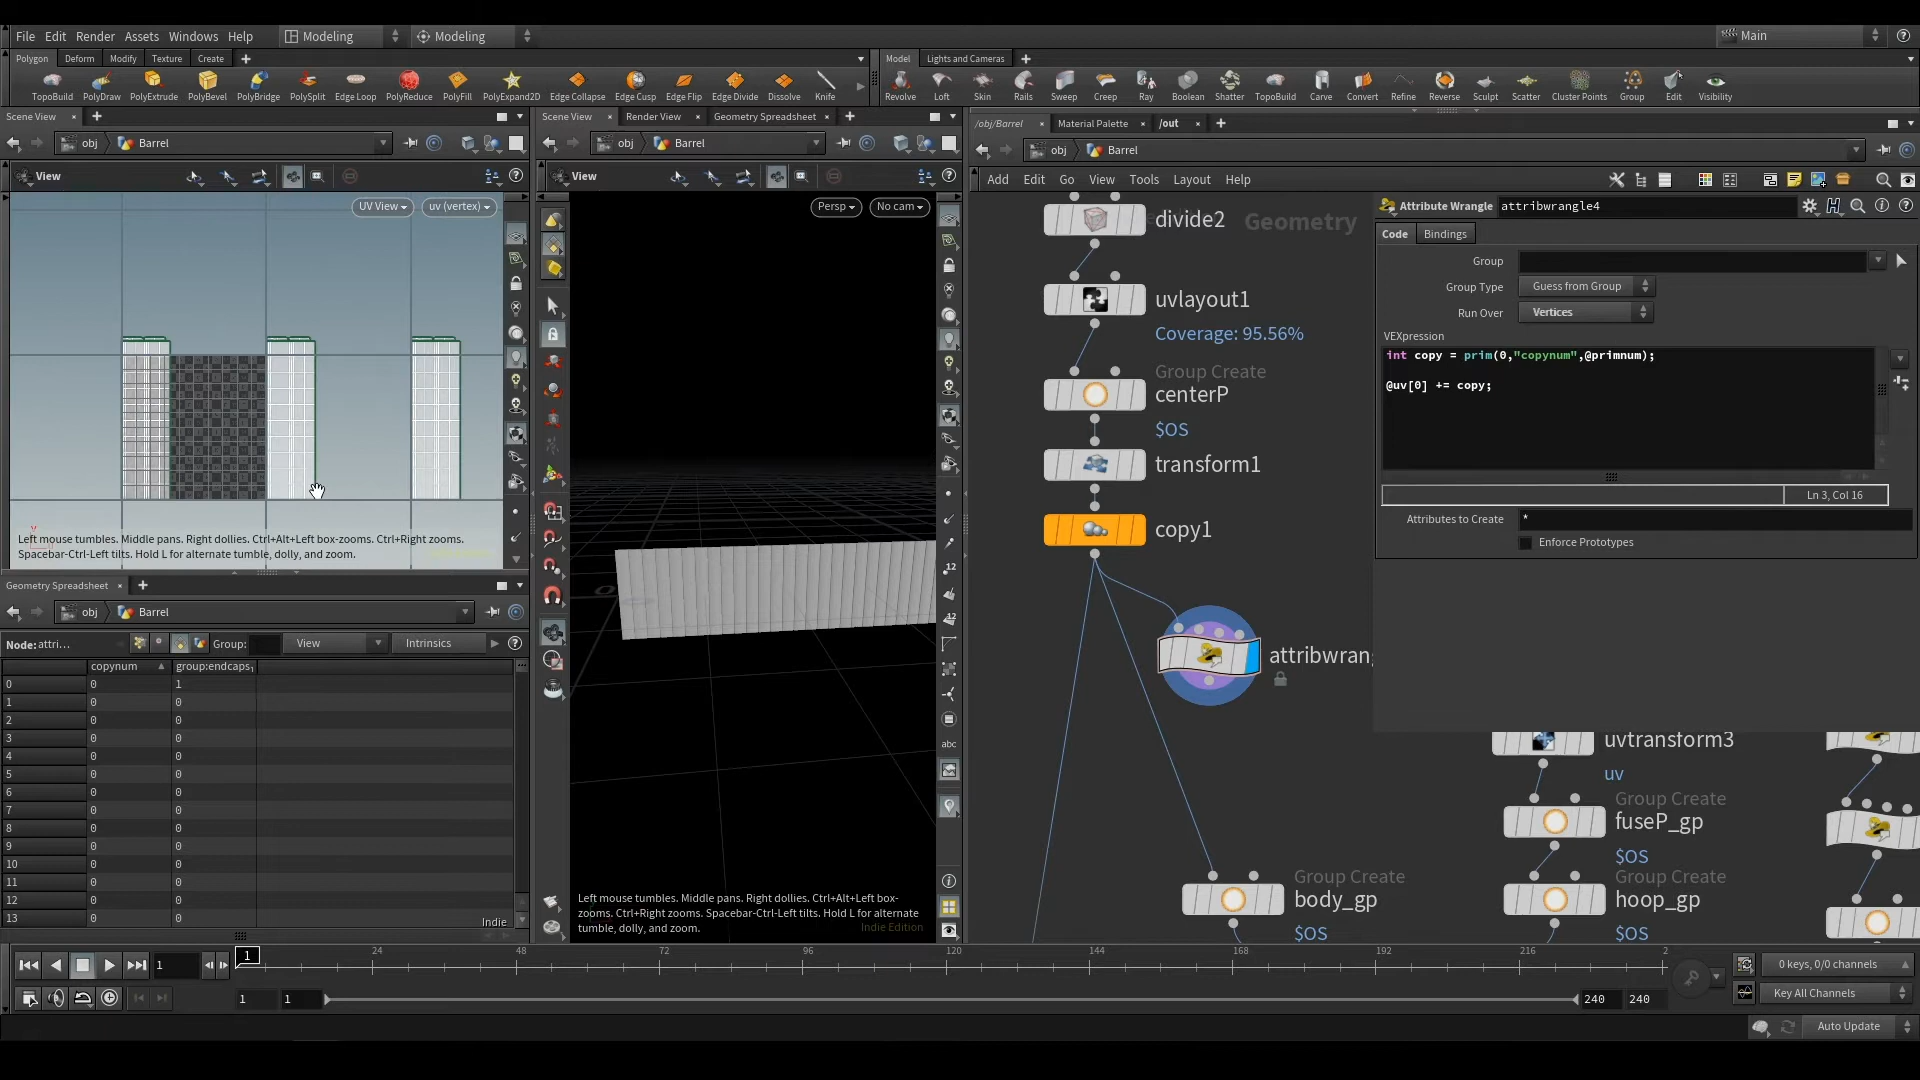 File Edit Render Assets Windows Help Modeling Modeling Main
Polygon Deform Modify Texture Create
Model Lights and Cameras
TopoBuild PolyDraw PolyExtrude PolyBevel PolyBridge PolySplit Edge Loop PolyReduce PolyFill PolyExpand2D Edge Collapse Edge Cusp Edge Flip Edge Divide Dissolve Knife
Revolve Loft Skin Rails Sweep Creep Ray Boolean Shatter TopoBuild Carve Convert Refine Reverse Sculpt Scatter Cluster Points Group Edit Visibility
Scene View
Scene View Render View Geometry Spreadsheet
/obj/Barrel Material Palette /out
obj Barrel
obj Barrel
obj Barrel
View
View
Add Edit Go View Tools Layout Help
UV View uv (vertex)
Persp No cam
Left mouse tumbles. Middle pans. Right dollies. Ctrl+Alt+Left box-zooms. Ctrl+Right zooms.
Spacebar-Ctrl-Left tilts. Hold L for alternate tumble, dolly, and zoom.
Left mouse tumbles. Middle pans. Right dollies. Ctrl+Alt+Left box-
zooms. Ctrl+Right zooms. Spacebar-Ctrl-Left tilts. Hold L for alternate
tumble, dolly, and zoom.
Indie Edition
Geometry
divide2
uvlayout1
Coverage: 95.56%
Group Create
centerP
$OS
transform1
copy1
attribwrang
Group Create
body_gp
$OS
uvtransform3
uv
Group Create
fuseP_gp
$OS
Group Create
hoop_gp
$OS
Attribute Wrangle attribwrangle4
Code Bindings
Group
Group Type Guess from Group
Run Over Vertices
VEXpression
int copy = prim(0,"copynum",@primnum);
@uv[0] += copy;
Ln 3, Col 16
Attributes to Create *
Enforce Prototypes
Geometry Spreadsheet
obj Barrel
Node: attri... Group: View Intrinsics
copynum group:endcaps
0 0 1
1 0 0
2 0 0
3 0 0
4 0 0
5 0 0
6 0 0
7 0 0
8 0 0
9 0 0
10 0 0
11 0 0
12 0 0
13 0 0
Indie
1 1 24 48 72 96 120 144 168 192 216 2
0 keys, 0/0 channels
1 1 240 240
Key All Channels
Auto Update
12
12
abc